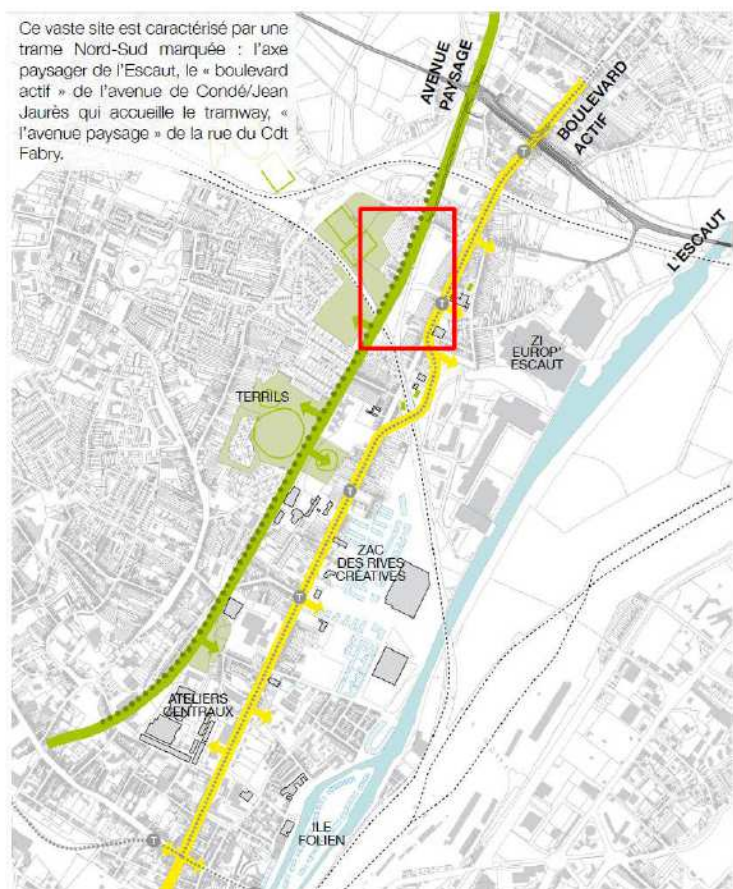 Ce vaste site est caractérisé par une
trame Nord-Sud marquée : l'axe
paysager de l'Escaut, le « boulevard
actif » de l'avenue de Condé/Jean
Jaurès qui accueille le tramway, «
l'avenue paysage » de la rue du Cdt
Fabry.
AVENUE
PAYSAGE
BOULEVARD
ACTIF
T
L'ESCAUT
T
ZI
EUROP'
ESCAUT
TERRILS
T
ZAC
DES RIVES
CRÉATIVES
T
ATELIERS
CENTRAUX
ILE
FOLIEN
T